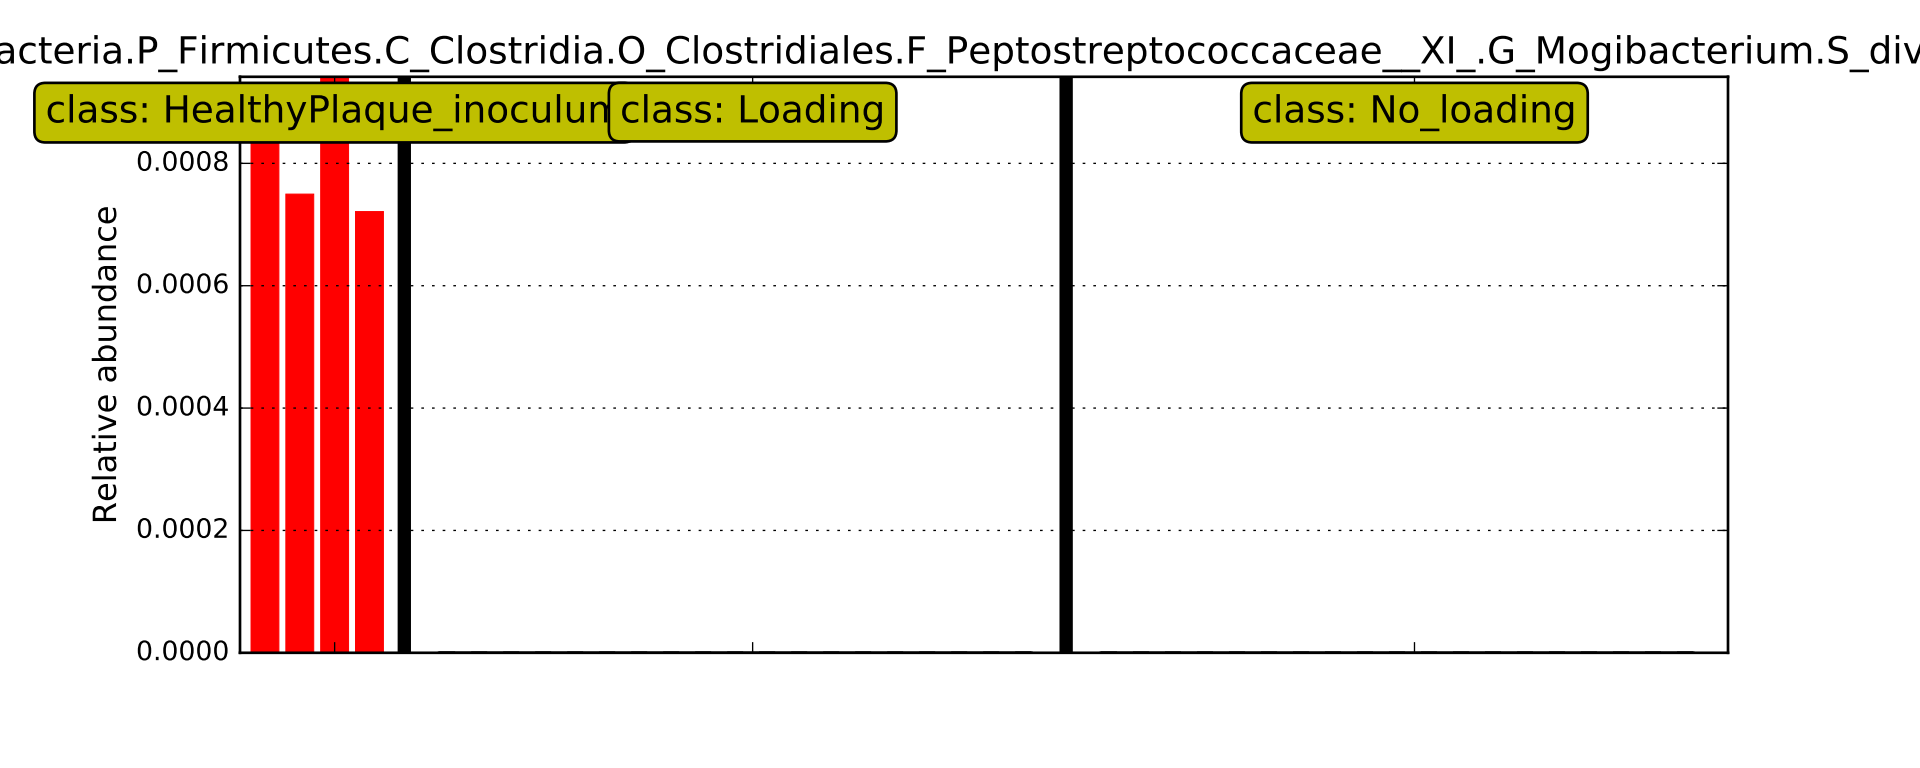 acteria.P_Firmicutes.C_Clostridia.O_Clostridiales.F_Peptostreptococcaceae__XI_.G_Mogibacterium.S_div
class: HealthyPlaque_inoculum
class: Loading
class: No_loading
Relative abundance
0.0008
0.0006
0.0004
0.0002
0.0000